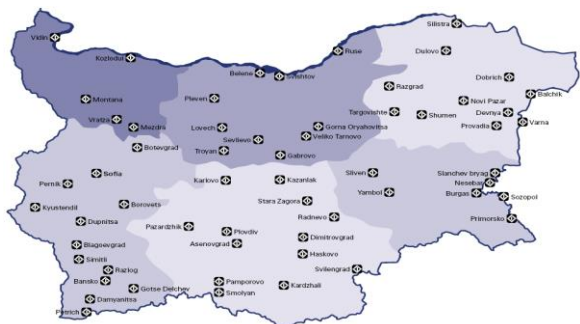 Silistra
Vidin
Ruse
Dulovo
KozloduI
Belene
Svishtov
Dobrich
Razgrad
Balchik
Montana
Pleven
Novi Pazar
Targovishte
Devnya
Shumen
Vratza
Varna
Mezdra
Lovech
Gorna Oryahovitsa
Provadia
Veliko Tarnovo
Sevlievo
Botevgrad
Troyan
Gabrovo
Sofia
Sliven
Slanchev bryag
Karlovo
Kazanlak
Pernik
Nesebar
Yambol
Burgas
Sozopol
Stara Zagora
Kyustendil
Borovets
Radnevo
Primorsko
Dupnitsa
Pazardzhik
Plovdiv
Dimitrovgrad
Blagoevgrad
Asenovgrad
Haskovo
Simitli
Razlog
Svilengrad
Bansko
Pamporovo
Kardzhali
Gotse Delchev
Smolyan
Damyanitsa
Petrich